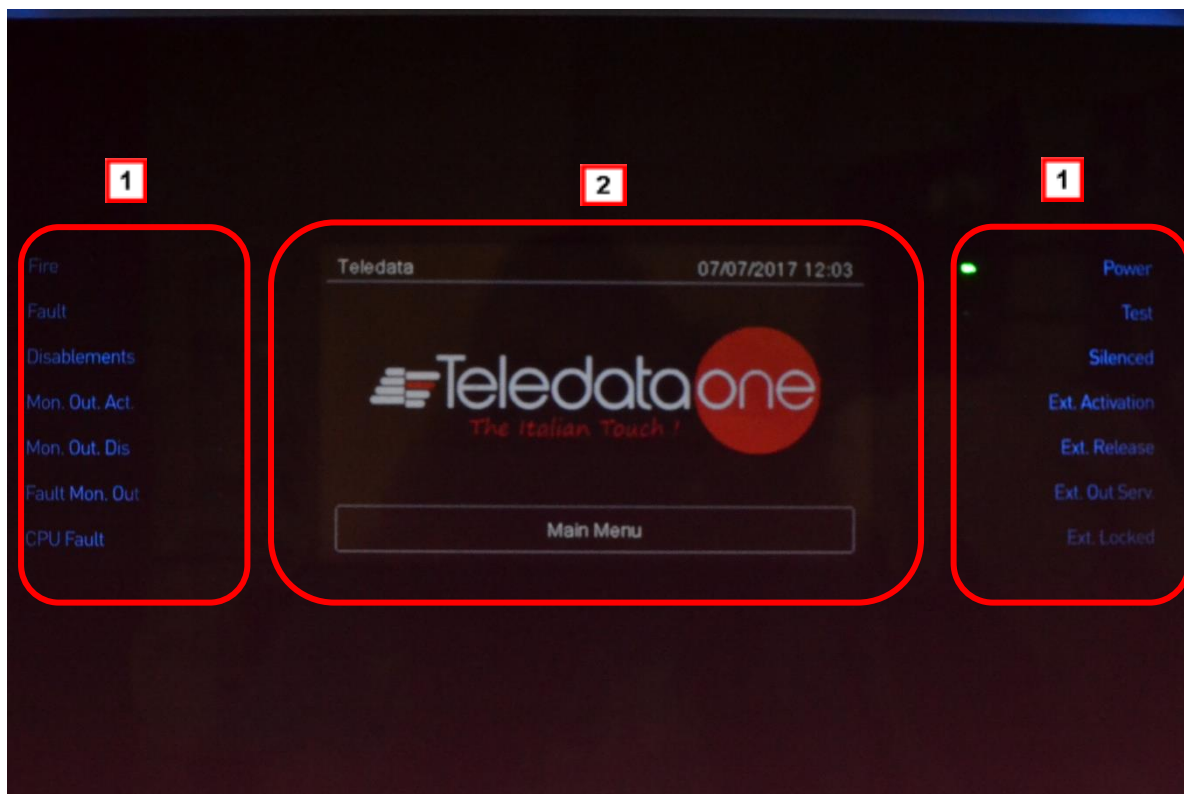 1
2
1
Fire
Fault
Disablements
Mon. Out. Act.
Mon. Out. Dis
Fault Mon. Out
CPU Fault
Teledata 07/07/2017 12:03
Teledata one
The Italian Touch !
Main Menu
Power
Test
Silenced
Ext. Activation
Ext. Release
Ext. Out Serv.
Ext. Locked